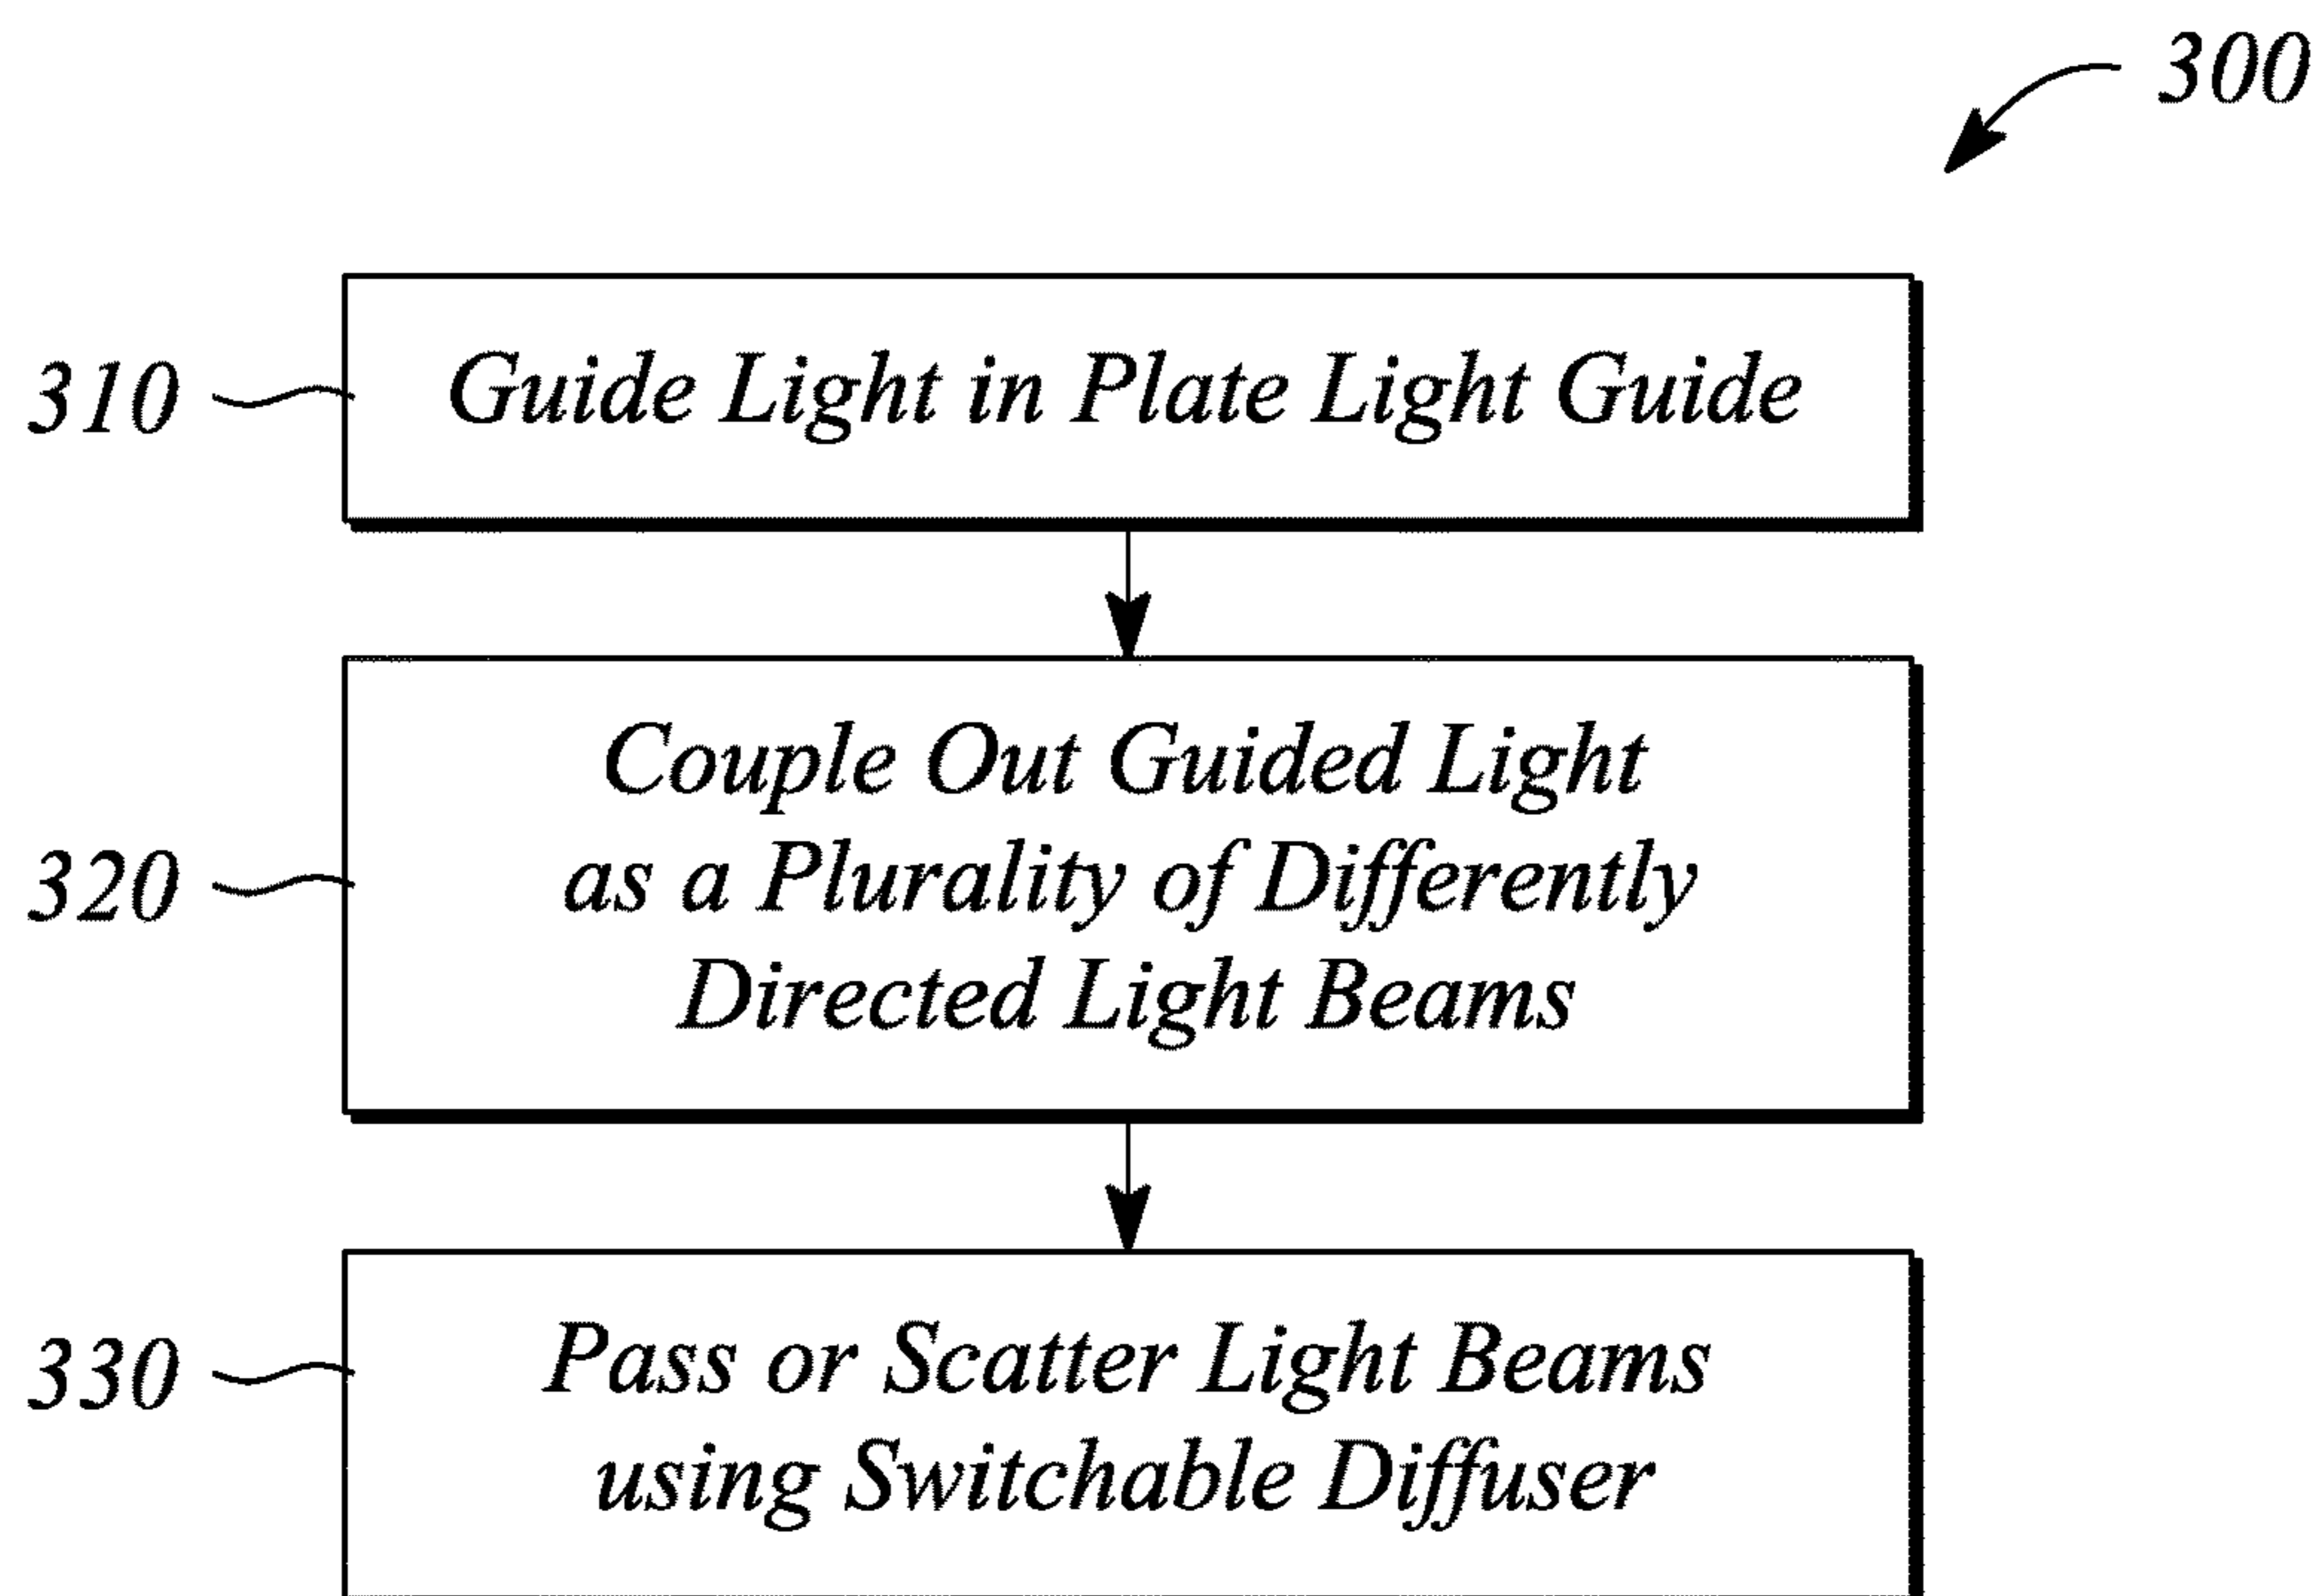 300
310
Guide Light in Plate Light Guide
320
Couple Out Guided Light
as a Plurality of Differently
Directed Light Beams
330
Pass or Scatter Light Beams
using Switchable Diffuser